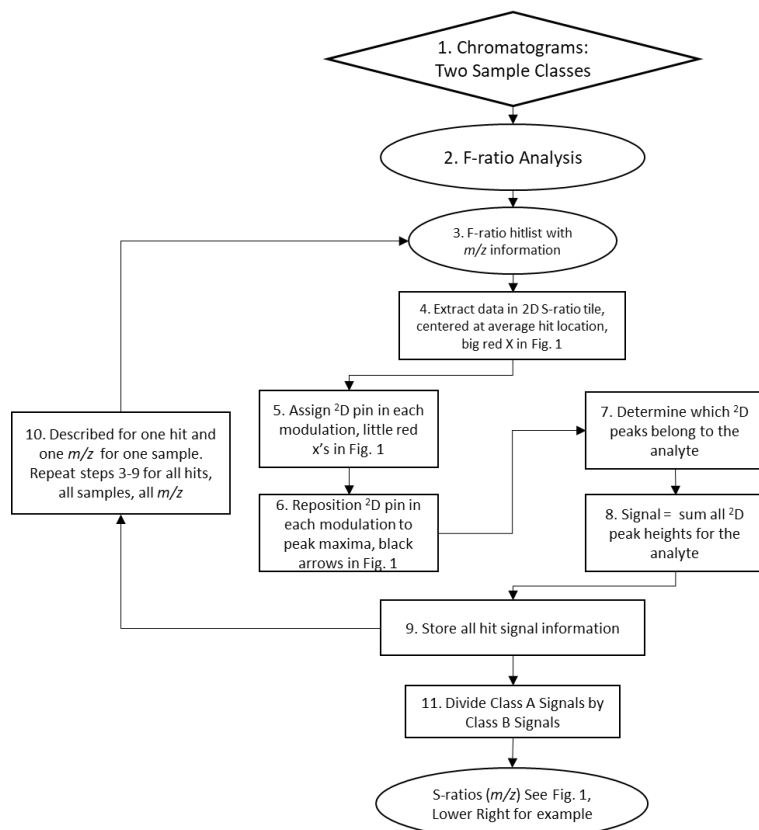 1. Chromatograms:
Two Sample Classes
2. F-ratio Analysis
3. F-ratio hitlist with
m/z information
4. Extract data in 2D S-ratio tile,
centered at average hit location,
big red X in Fig. 1
5. Assign ²D pin in each
modulation, little red
x's in Fig. 1
6. Reposition ²D pin in
each modulation to
peak maxima, black
arrows in Fig. 1
7. Determine which ²D
peaks belong to the
analyte
8. Signal = sum all ²D
peak heights for the
analyte
9. Store all hit signal information
10. Described for one hit and
one m/z for one sample.
Repeat steps 3-9 for all hits,
all samples, all m/z
11. Divide Class A Signals by
Class B Signals
S-ratios (m/z) See Fig. 1,
Lower Right for example